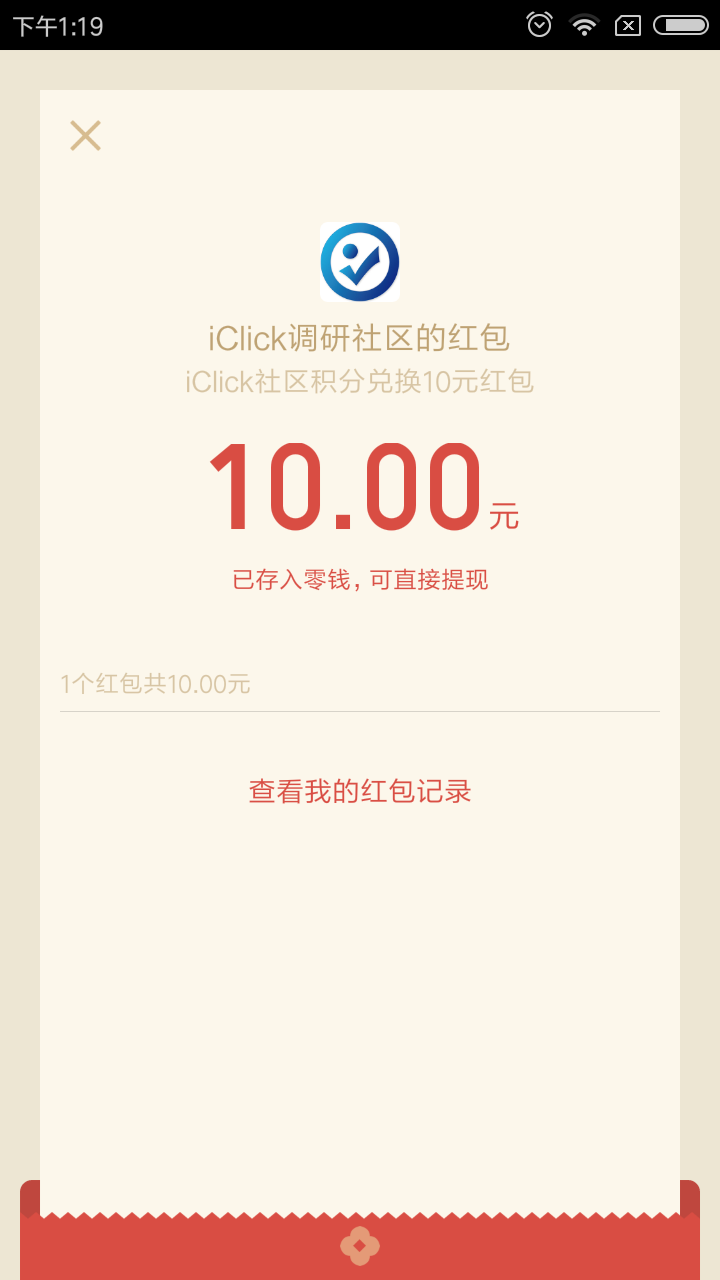 下午1:19
iClick调研社区的红包
iClick社区积分兑换10元红包
10.00元
已存入零钱，可直接提现
1个红包共10.00元
查看我的红包记录